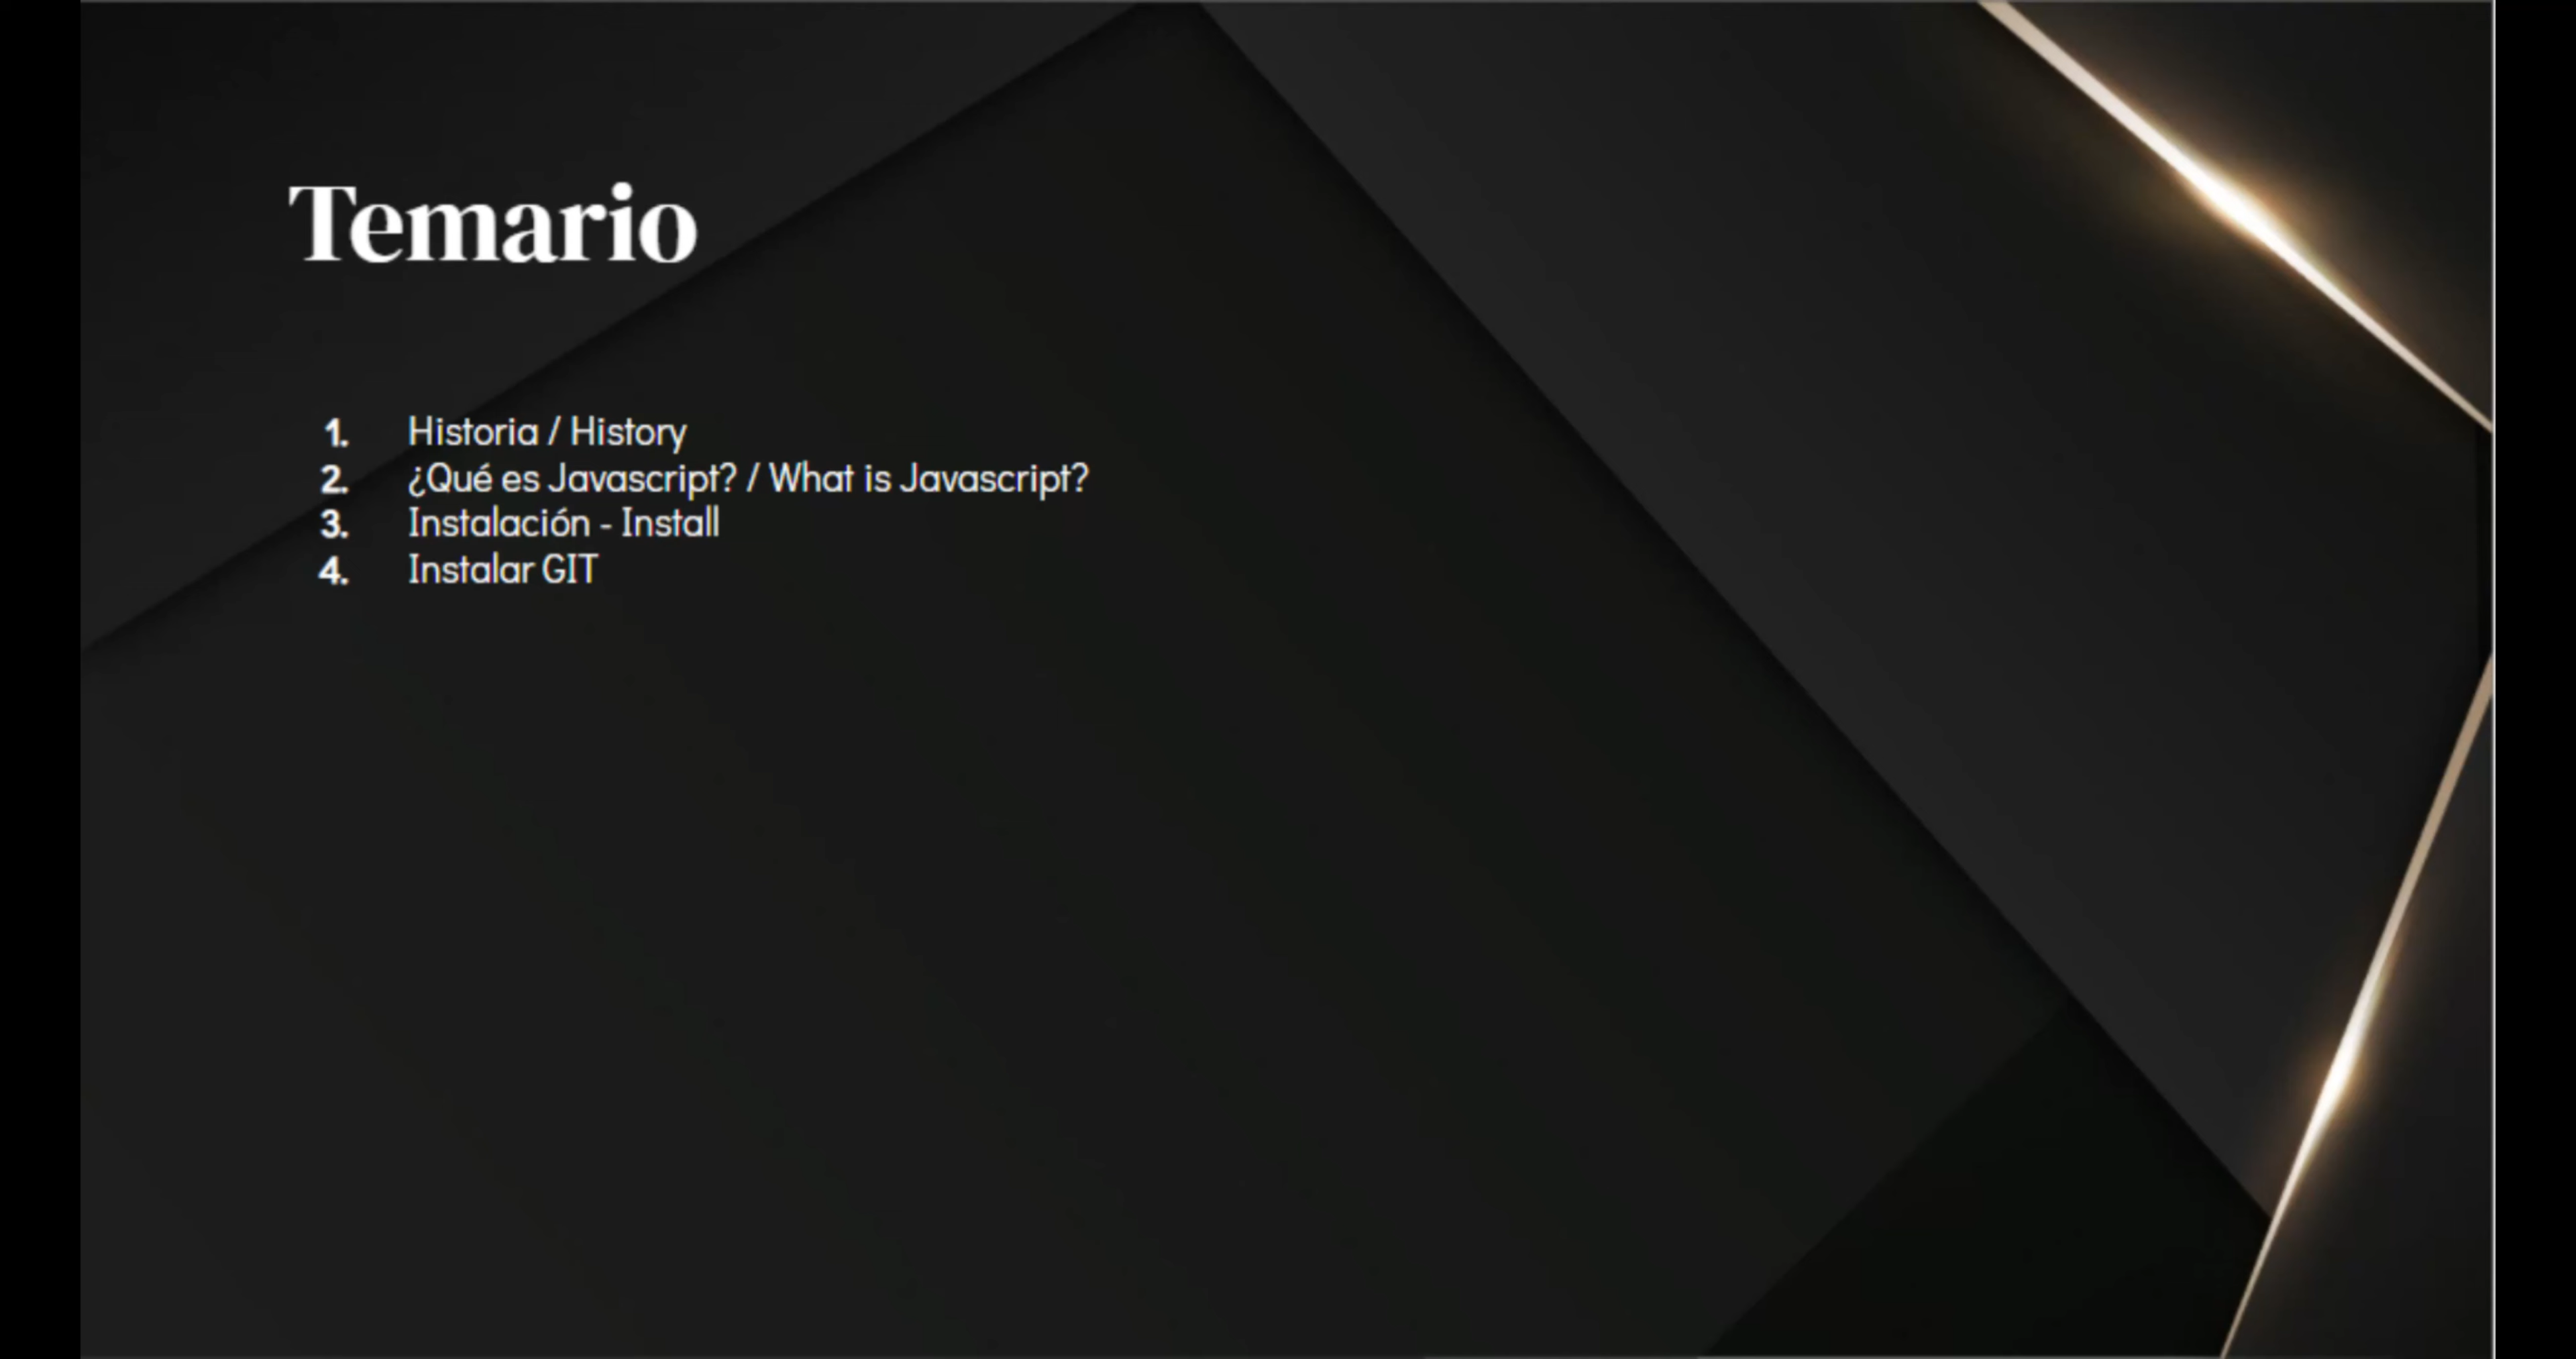 Temario
1. Historia / History
2. ¿Qué es Javascript? / What is Javascript?
3. Instalación - Install
4. Instalar GIT